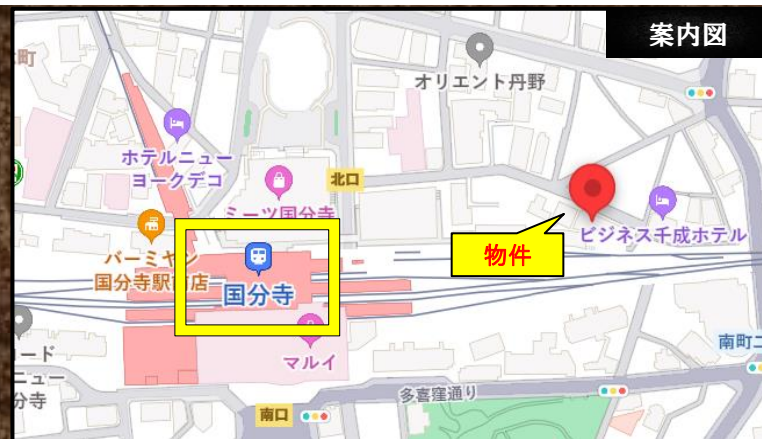 案内図
町
オリエント丹野
ホテルニュー
ヨークデコ
北口
ミーツ国分寺
ビジネス千成ホテル
物件
バーミヤン
国分寺駅前店
国分寺
マルイ
南町二
ード
ニュー
分寺
多喜窪通り
南口